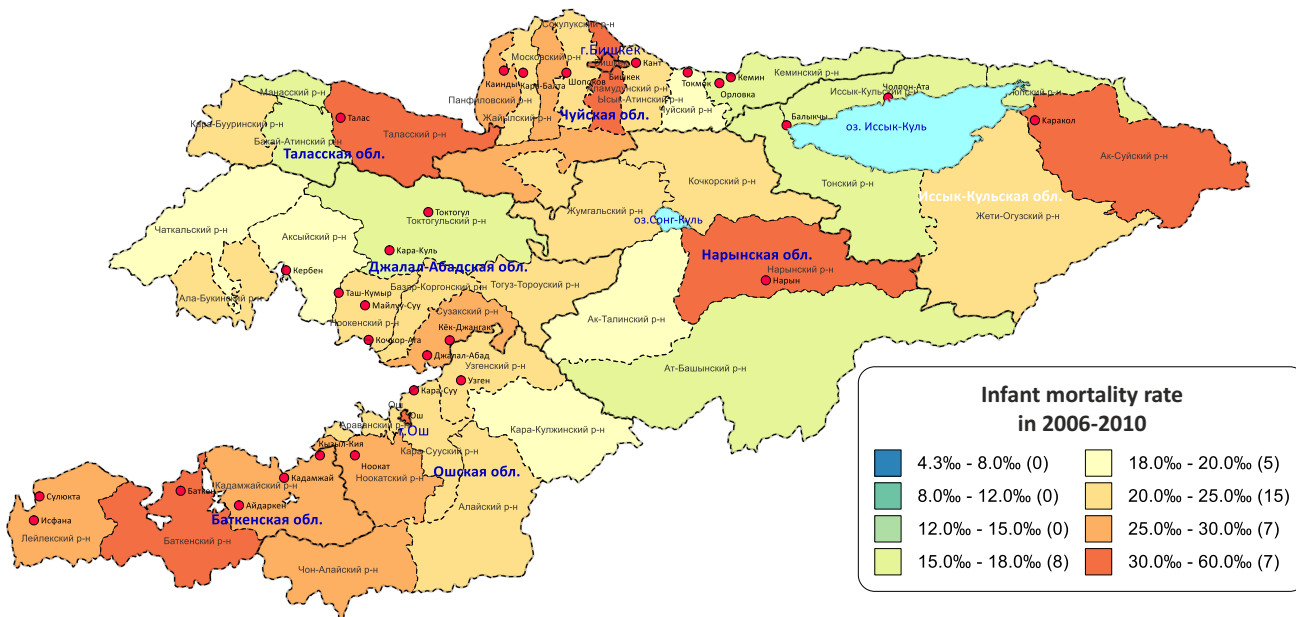 Сокулукский р-н
г.Бишкек
Московский р-н
Кант
Бишкек
Каинды
Кара-Балта
Шопоков
Бишкек
Токмок
Кемин
Кеминский р-н
Орловка
Аламудунский р-н
Панфиловский р-н
Ысык-Атинский р-н
Жайылский р-н
Чуйская обл.
Чуйский р-н
Иссык-Кульский р-н
Чолпон-Ата
Манасский р-н
Талас
Кара-Бууринский р-н
Таласский р-н
Бакай-Атинский р-н
Таласская обл.
Балыкчы
оз. Иссык-Куль
Каракол
Ак-Суйский р-н
Кочкорский р-н
Тонский р-н
Иссык-Кульская обл.
Жети-Огузский р-н
Токтогул
Токтогульский р-н
Жумгальский р-н
оз.Сонг-Куль
Чаткальский р-н
Аксыйский р-н
Кара-Куль
Джалал-Абадская обл.
Нарынская обл.
Нарынский р-н
Нарын
Кербен
Ала-Букинский р-н
Таш-Кумыр
Базар-Коргонский р-н
Тогуз-Тороуский р-н
Майлуу-Суу
Сузакский р-н
Ноокенский р-н
Кёк-Джангак
Ак-Талинский р-н
Кочкор-Ата
Джалал-Абад
Узгенский р-н
Ат-Башынский р-н
Узген
Кара-Суу
Ош
Ош
Араванский р-н
г.Ош
Кара-Кулжинский р-н
Кызыл-Кия
Кара-Сууский р-н
Ноокат
Ноокатский р-н
Ошская обл.
Кадамжай
Кадамжайский р-н
Алайский р-н
Баткен
Сулюкта
Айдаркен
Исфана
Баткенская обл.
Лейлекский р-н
Баткенский р-н
Чон-Алайский р-н
Infant mortality rate
in 2006-2010
4.3‰ - 8.0‰ (0)
8.0‰ - 12.0‰ (0)
12.0‰ - 15.0‰ (0)
15.0‰ - 18.0‰ (8)
18.0‰ - 20.0‰ (5)
20.0‰ - 25.0‰ (15)
25.0‰ - 30.0‰ (7)
30.0‰ - 60.0‰ (7)